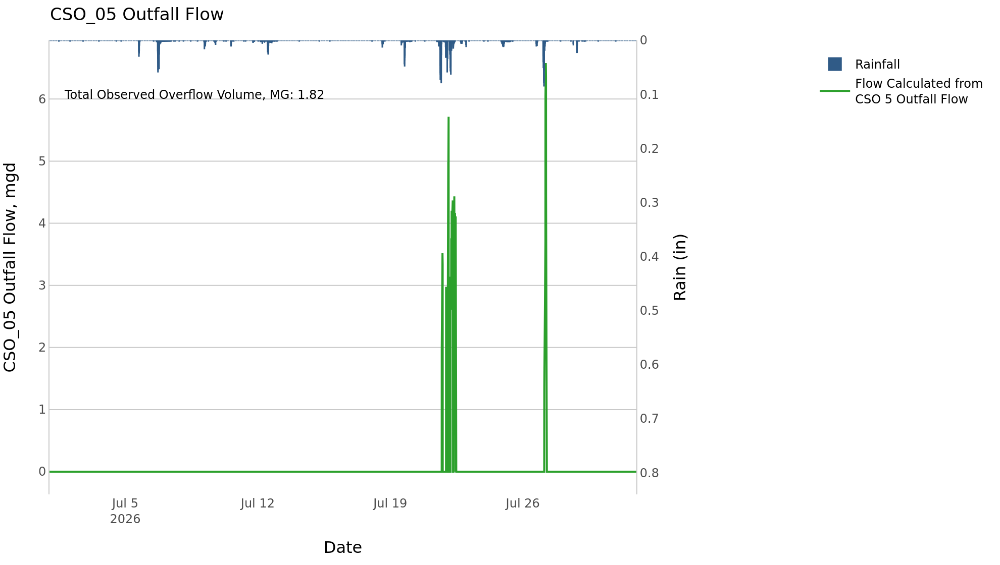 CSO_05 Outfall Flow
Total Observed Overflow Volume, MG: 1.82
Rainfall
Flow Calculated from
CSO 5 Outfall Flow
CSO_05 Outfall Flow, mgd
6
5
4
3
2
1
0
0
0.1
0.2
0.3
0.4
0.5
0.6
0.7
0.8
Rain (in)
Jul 5
2026
Jul 12
Jul 19
Jul 26
Date